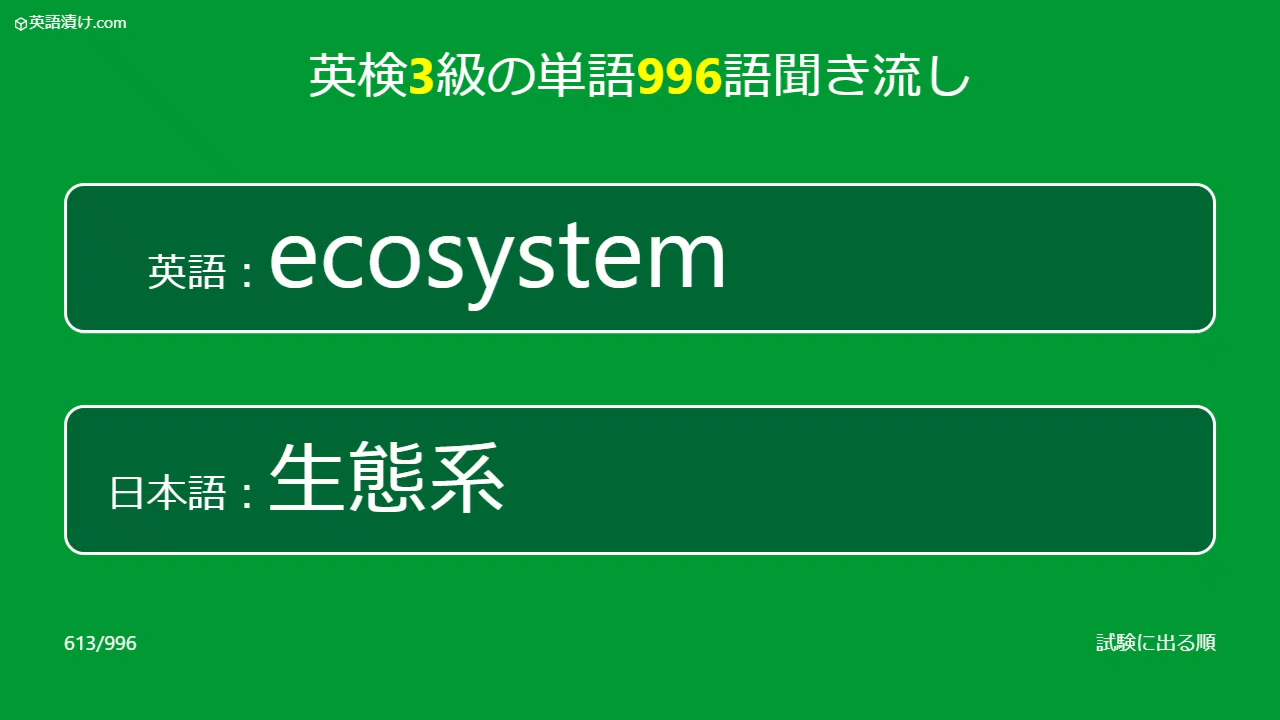 英語漬け.com
英検3級の単語996語聞き流し
英語：ecosystem
日本語：生態系
613/996
試験に出る順